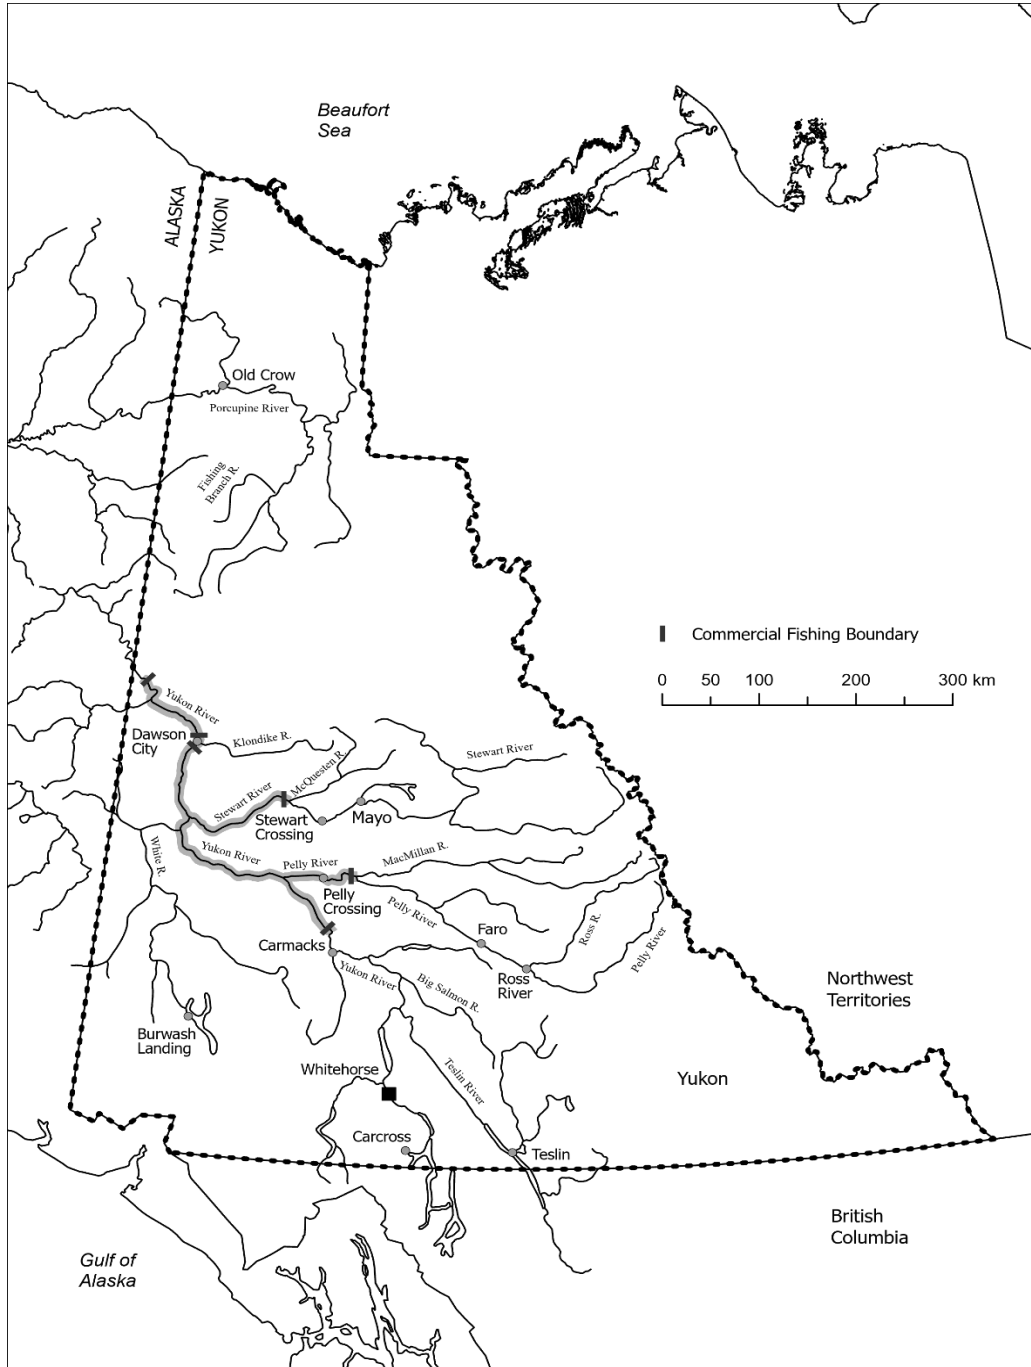 Beaufort
Sea
ALASKA
YUKON
Old Crow
Porcupine River
Fishing
Branch R.
Commercial Fishing Boundary
0 50 100 200 300 km
Yukon River
Dawson
City
Klondike R.
Stewart River
McQuesten R.
Stewart River
Stewart
Crossing
Mayo
White R.
Yukon River
Pelly River
MacMillan R.
Pelly
Crossing
Pelly River
Faro
Ross R.
Pelly River
Carmacks
Yukon River
Big Salmon R.
Ross
River
Northwest
Territories
Burwash
Landing
Whitehorse
Teslin River
Yukon
Carcross
Teslin
British
Columbia
Gulf of
Alaska